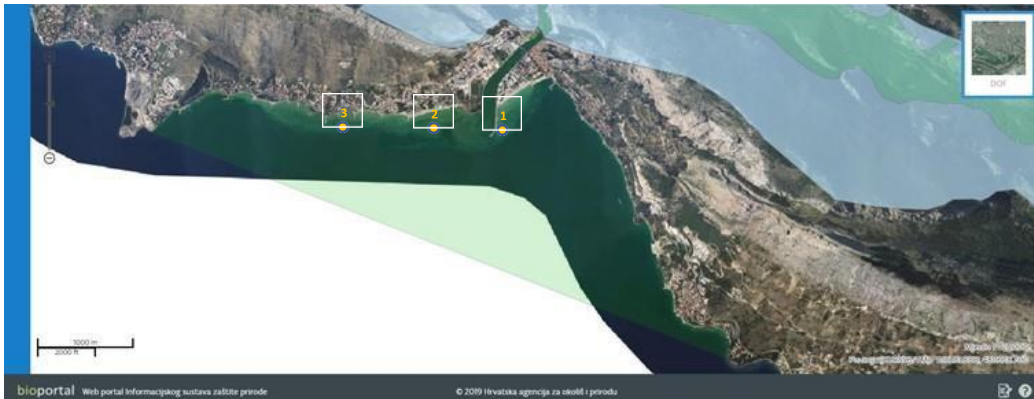 DOF
3
2
1
1000 m
2000 ft
bioportal Web portal Informacijskog sustava zaštite prirode
© 2019 Hrvatska agencija za okoliš i prirodu